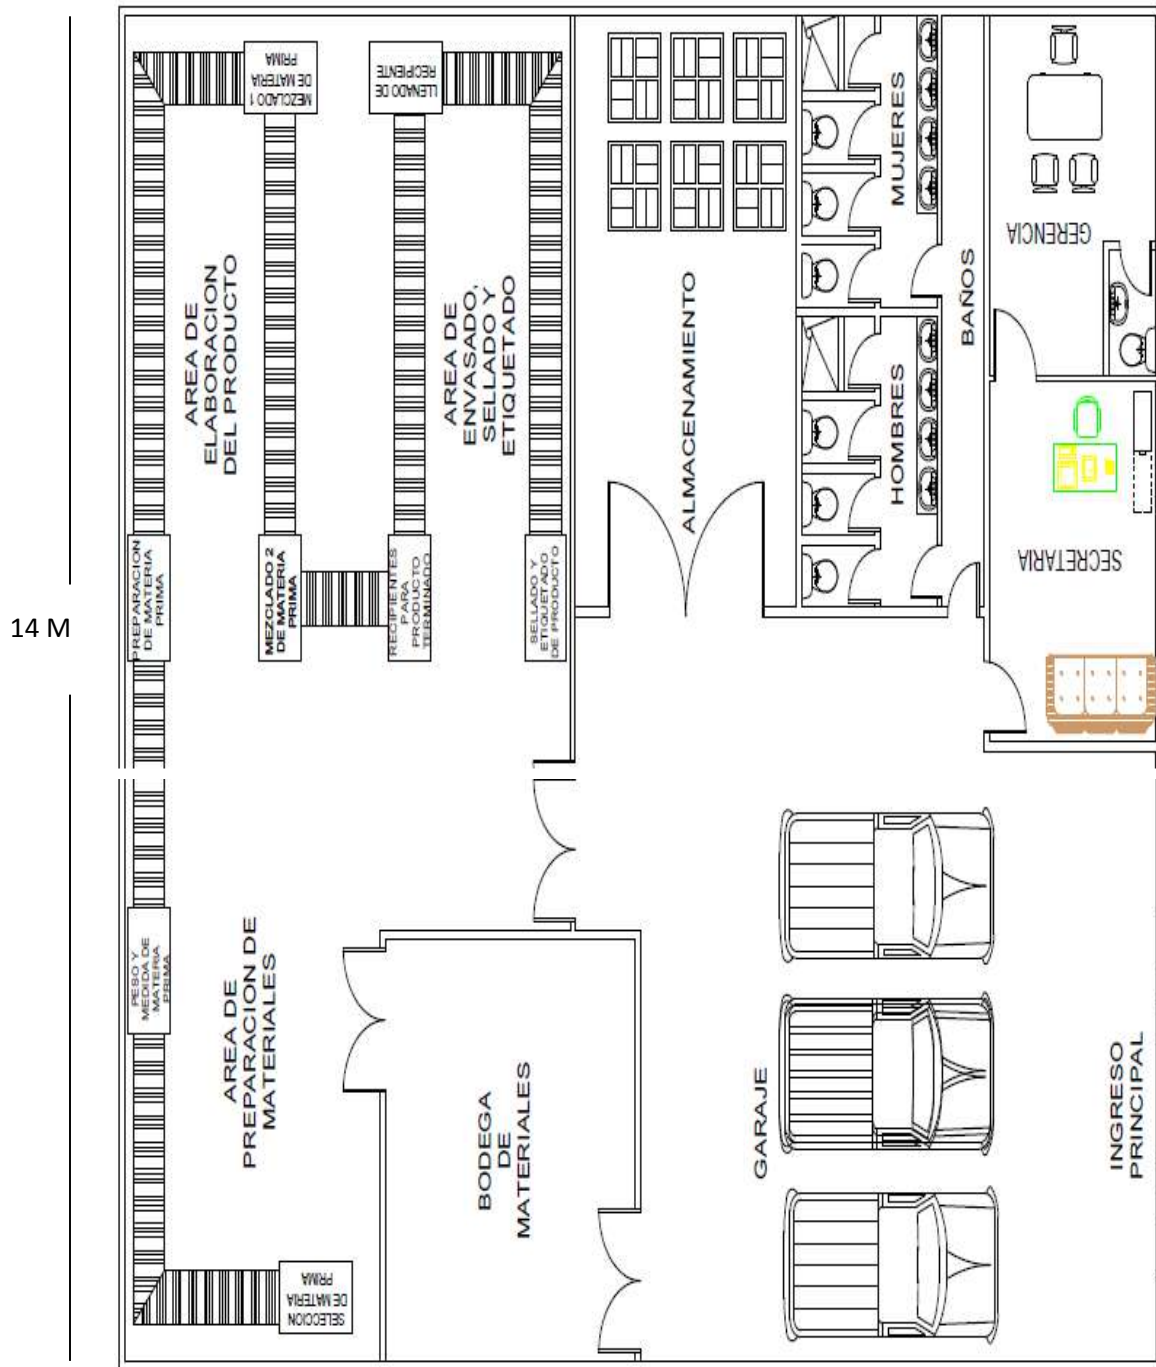 MEZCLADO 1
DE MATERIA
PRIMA
LLENADO DE
RECIPIENTE
MUJERES
GERENCIA
AREA DE
ELABORACION
DEL PRODUCTO
AREA DE
ENVASADO,
SELLADO Y
ETIQUETADO
ALMACENAMIENTO
BAÑOS
HOMBRES
SECRETARIA
PREPARACION
DE MATERIA
PRIMA
MEZCLADO 2
DE MATERIA
PRIMA
RECIPIENTES
PARA
PRODUCTO
TERMINADO
SELLADO Y
ETIQUETADO
DE PRODUCTO
14 M
PESO Y
MEDIDA DE
MATERIA
PRIMA
AREA DE
PREPARACION DE
MATERIALES
BODEGA
DE
MATERIALES
GARAJE
INGRESO
PRINCIPAL
SELECCION
DE MATERIA
PRIMA